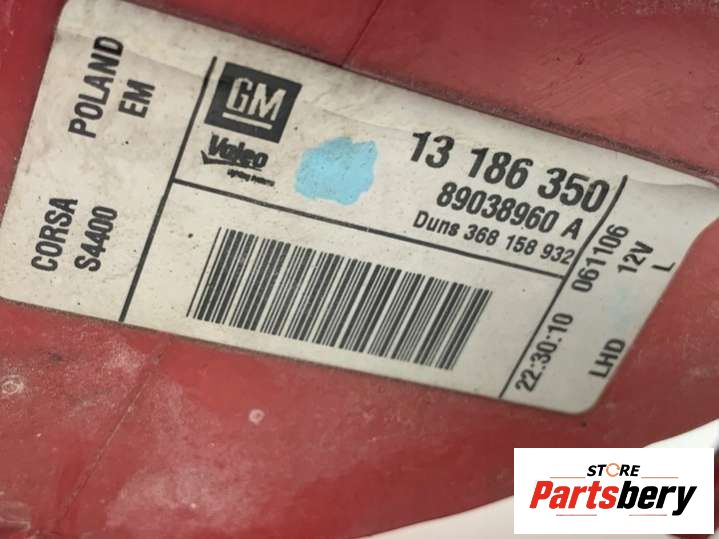 POLAND
EM
CORSA
S4400
GM
Valeo
13 186 350
89038960 A
Duns 368 158 932
22:30:10 061106
LHD 12V
L
STORE
Partsbery